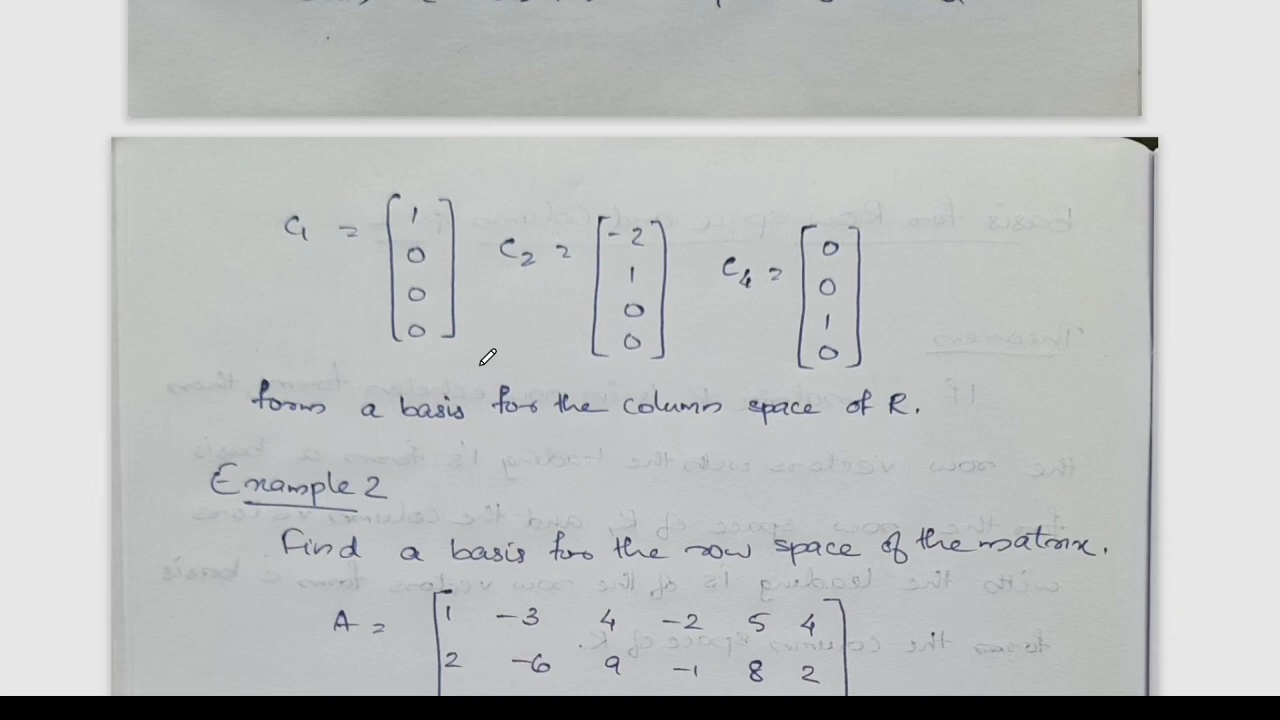 C1 = [1 0 0 0] C2 = [-2 1 0 0] C4 = [0 0 1 0]
forms a basis for the column space of R.
Example 2
Find a basis for the row space of the matrix.
A = [1 -3 4 -2 5 4
2 -6 9 -1 8 2